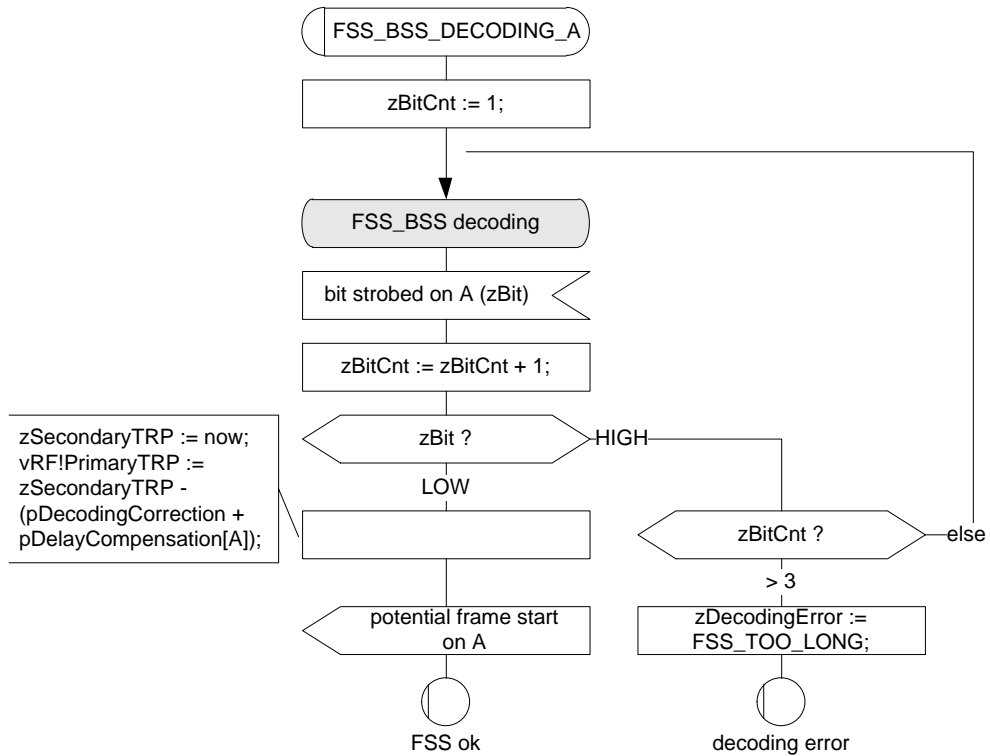 FSS_BSS_DECODING_A
zBitCnt := 1;
FSS_BSS decoding
bit strobed on A (zBit)
zBitCnt := zBitCnt + 1;
zBit ?
HIGH
LOW
zSecondaryTRP := now;
vRF!PrimaryTRP :=
zSecondaryTRP -
(pDecodingCorrection +
pDelayCompensation[A]);
zBitCnt ?
else
> 3
potential frame start
on A
zDecodingError :=
FSS_TOO_LONG;
FSS ok
decoding error